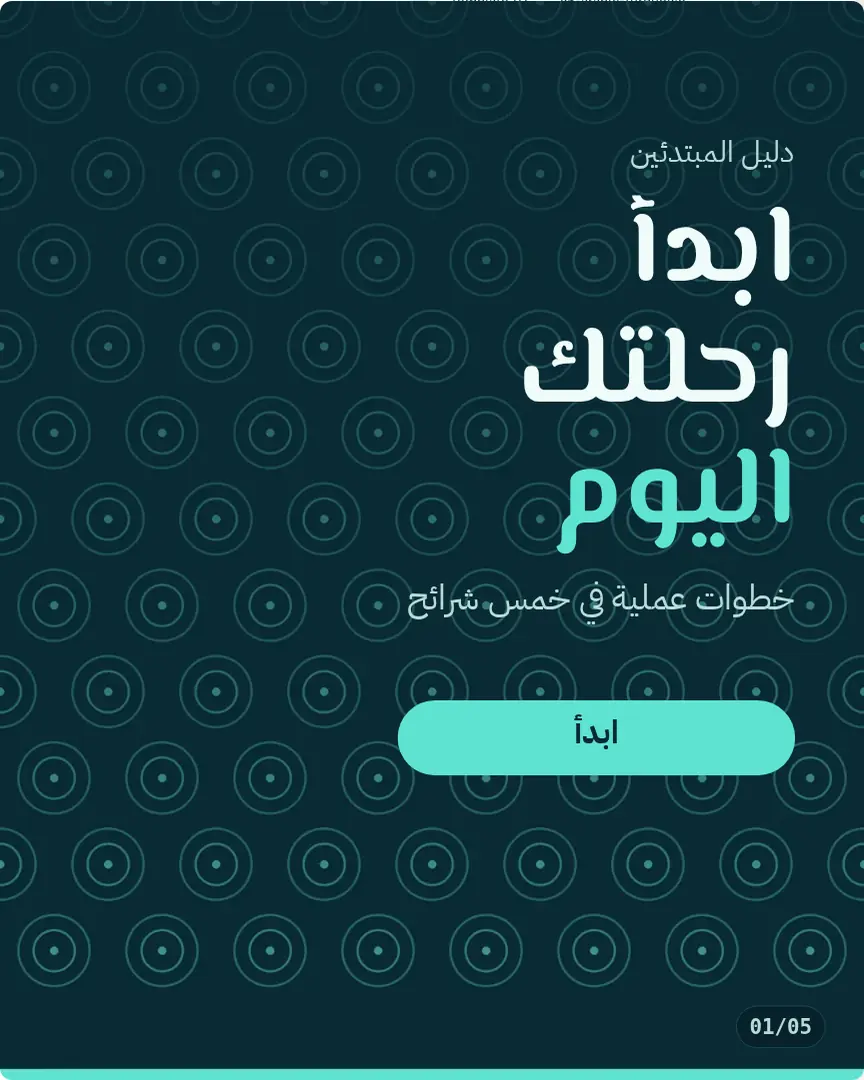 دليل المبتدئين
ابدأ
رحلتك
اليوم
خطوات عملية في خمس شرائح
ابدأ
01/05